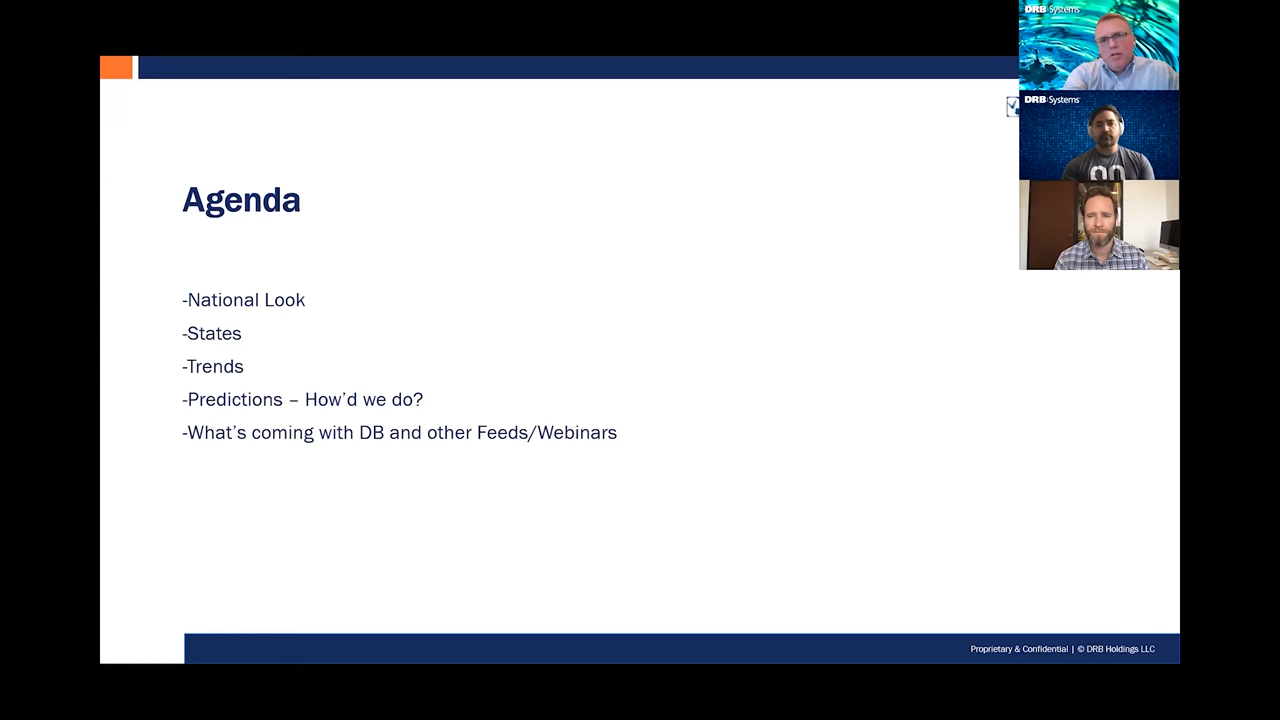 DRB Systems
DRB Systems
Agenda
-National Look
-States
-Trends
-Predictions – How'd we do?
-What's coming with DB and other Feeds/Webinars
Proprietary & Confidential | © DRB Holdings LLC